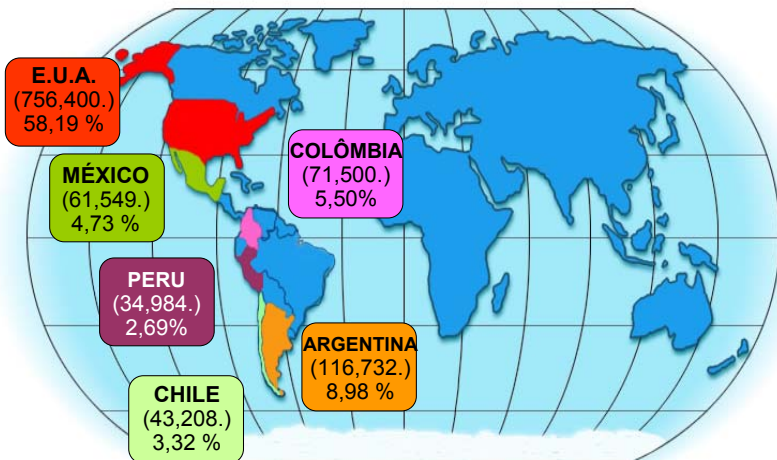 E.U.A.
(756,400.)
58,19 %
MÉXICO
(61,549.)
4,73 %
COLÔMBIA
(71,500.)
5,50%
PERU
(34,984.)
2,69%
ARGENTINA
(116,732.)
8,98 %
CHILE
(43,208.)
3,32 %